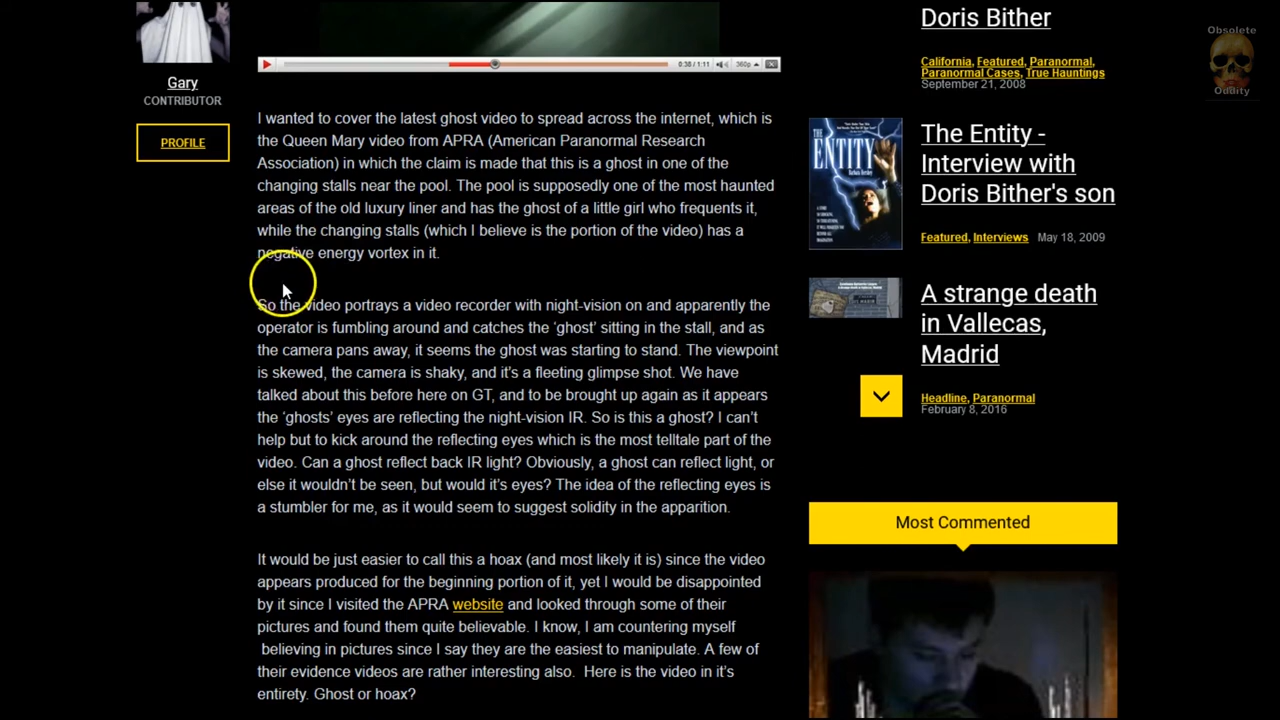 Gary
CONTRIBUTOR
PROFILE
0:38 / 1:11
360p
I wanted to cover the latest ghost video to spread across the internet, which is
the Queen Mary video from APRA (American Paranormal Research
Association) in which the claim is made that this is a ghost in one of the
changing stalls near the pool. The pool is supposedly one of the most haunted
areas of the old luxury liner and has the ghost of a little girl who frequents it,
while the changing stalls (which I believe is the portion of the video) has a
negative energy vortex in it.
So the video portrays a video recorder with night-vision on and apparently the
operator is fumbling around and catches the ‘ghost’ sitting in the stall, and as
the camera pans away, it seems the ghost was starting to stand. The viewpoint
is skewed, the camera is shaky, and it's a fleeting glimpse shot. We have
talked about this before here on GT, and to be brought up again as it appears
the ‘ghosts’ eyes are reflecting the night-vision IR. So is this a ghost? I can’t
help but to kick around the reflecting eyes which is the most telltale part of the
video. Can a ghost reflect back IR light? Obviously, a ghost can reflect light, or
else it wouldn’t be seen, but would it’s eyes? The idea of the reflecting eyes is
a stumbler for me, as it would seem to suggest solidity in the apparition.
It would be just easier to call this a hoax (and most likely it is) since the video
appears produced for the beginning portion of it, yet I would be disappointed
by it since I visited the APRA website and looked through some of their
pictures and found them quite believable. I know, I am countering myself
believing in pictures since I say they are the easiest to manipulate. A few of
their evidence videos are rather interesting also.  Here is the video in it’s
entirety. Ghost or hoax?
Doris Bither
California, Featured, Paranormal,
Paranormal Cases, True Hauntings
September 21, 2008
THE
ENTITY
The Entity -
Interview with
Doris Bither's son
Featured, Interviews May 18, 2009
A strange death
in Vallecas,
Madrid
Headline, Paranormal
February 8, 2016
Most Commented
Obsolete
Oddity